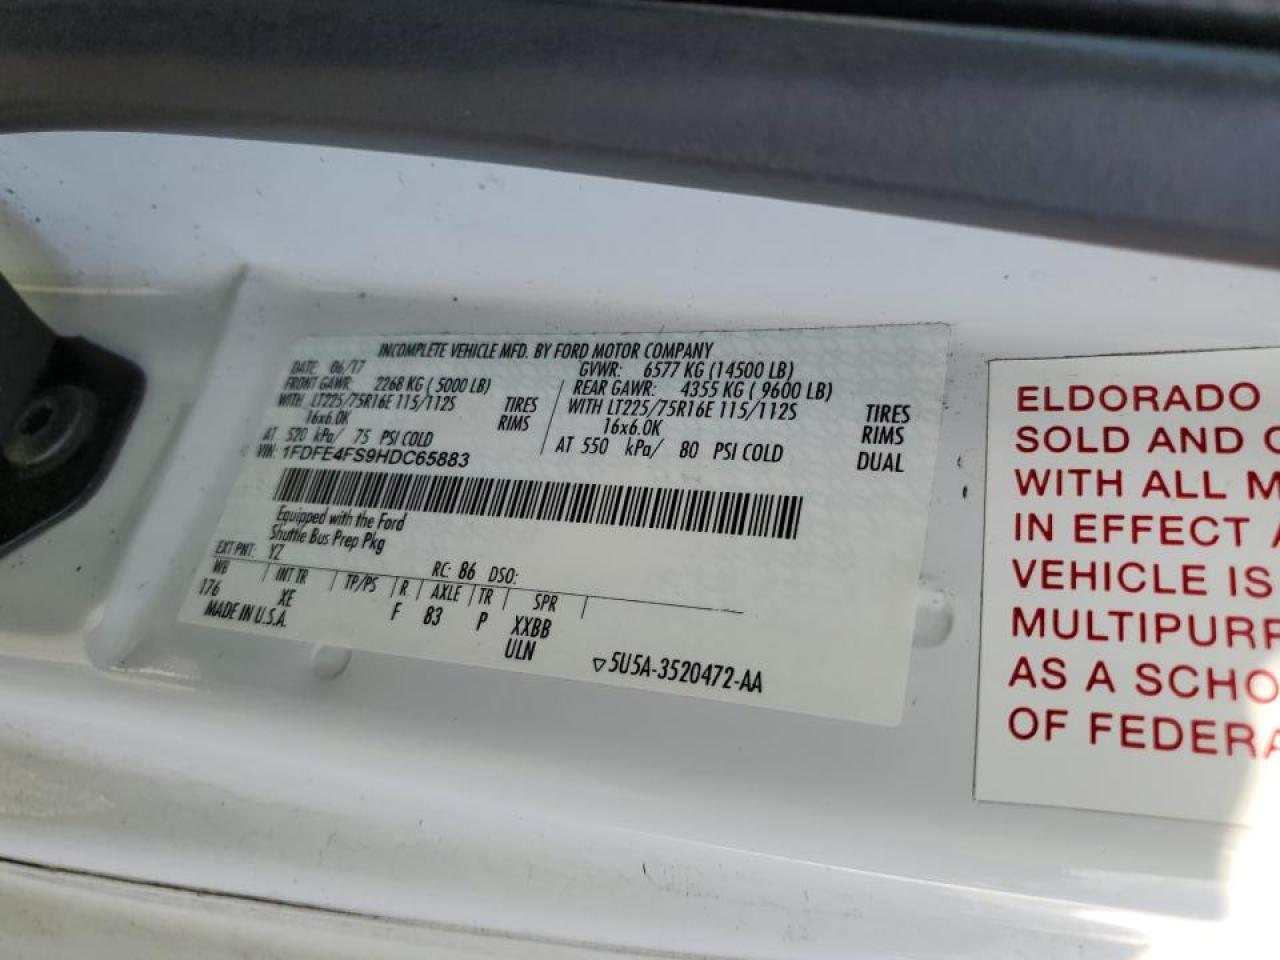 INCOMPLETE VEHICLE MFD. BY FORD MOTOR COMPANY
DATE: 06/17 GVWR: 6577 KG (14500 LB)
FRONT GAWR: 2268 KG ( 5000 LB) REAR GAWR: 4355 KG ( 9600 LB)
WITH LT225/75R16E 115/112S TIRES WITH LT225/75R16E 115/112S TIRES
16x6.0K RIMS 16x6.0K RIMS
AT 520 kPa/ 75 PSI COLD AT 550 kPa/ 80 PSI COLD DUAL
VIN: 1FDFE4FS9HDC65883
Equipped with the Ford
Shuttle Bus Prep Pkg
EXT PNT: YZ RC: 86 DSO:
WB INT TR TP/PS R AXLE TR SPR
176 XE F 83 P XXBB
MADE IN U.S.A. ULN
5U5A-3520472-AA
ELDORADO
SOLD AND
WITH ALL M
IN EFFECT
VEHICLE IS
MULTIPURP
AS A SCHO
OF FEDERA